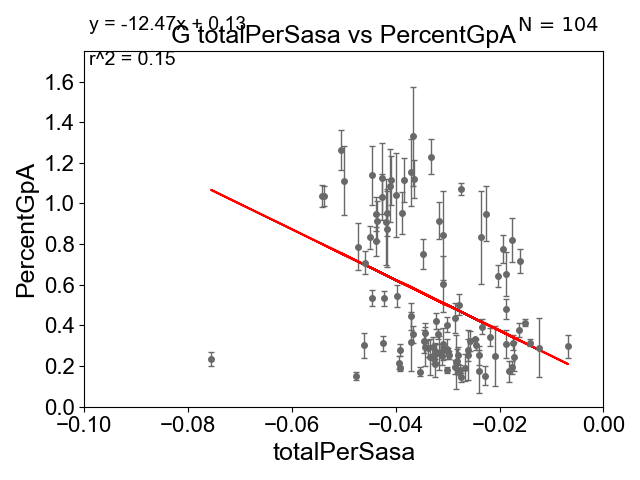 y = -12.47x + 0.13
N = 104
G totalPerSasa vs PercentGpA
r^2 = 0.15
PercentGpA
1.6
1.4
1.2
1.0
0.8
0.6
0.4
0.2
0.0
−0.10
−0.08
−0.06
−0.04
−0.02
0.00
totalPerSasa